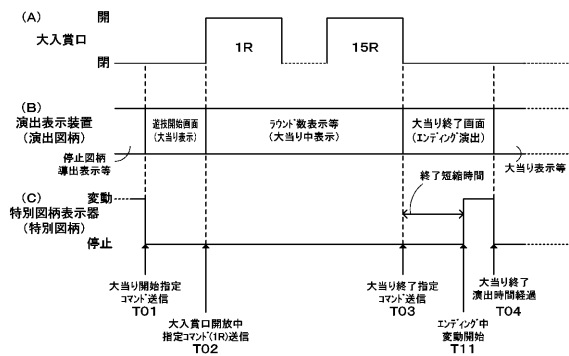 (A)
大入賞口
開
閉
1R
15R
(B)
演出表示装置
(演出図柄)
遊技開始画面
(大当り表示)
ラウンド数表示等
(大当り中表示)
大当り終了画面
(エンディング演出)
停止図柄
導出表示等
大当り表示等
終了短縮時間
(C)
特別図柄表示器
(特別図柄)
変動
停止
大当り開始指定
コマンド送信
T01
大入賞口開放中
指定コマンド(1R)送信
T02
大当り終了指定
コマンド送信
T03
エンディング中
変動開始
T11
大当り終了
演出時間経過
T04